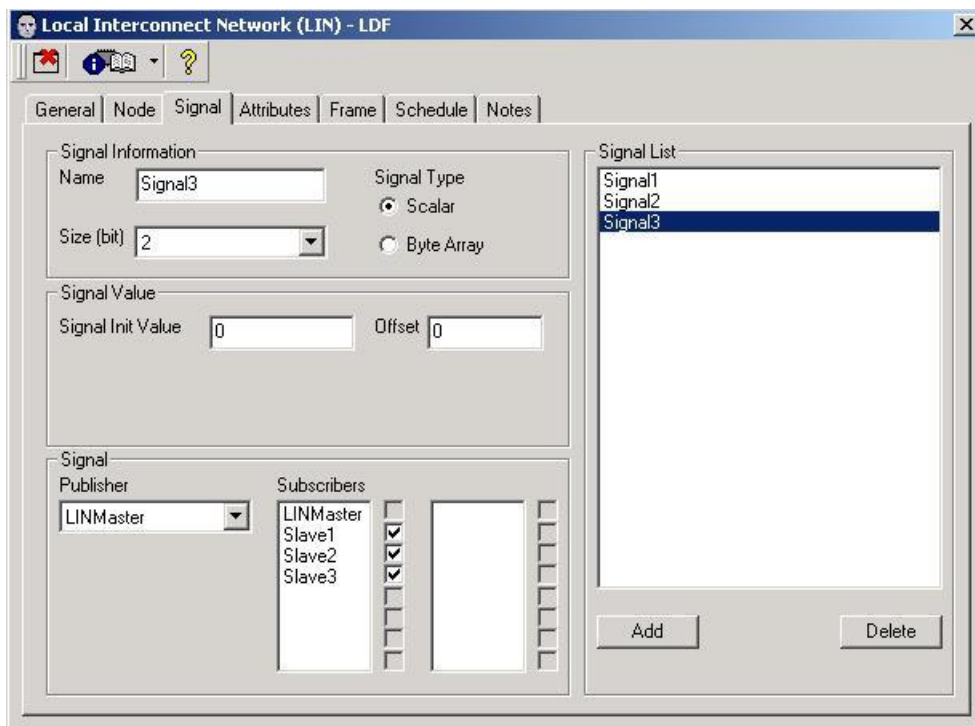 Local Interconnect Network (LIN) - LDF
General Node Signal Attributes Frame Schedule Notes
Signal Information
Name Signal3
Signal Type
Scalar
Size (bit) 2
Byte Array
Signal Value
Signal Init Value 0 Offset 0
Signal
Publisher
LINMaster
Subscribers
LINMaster
Slave1
Slave2
Slave3
Signal List
Signal1
Signal2
Signal3
Add Delete